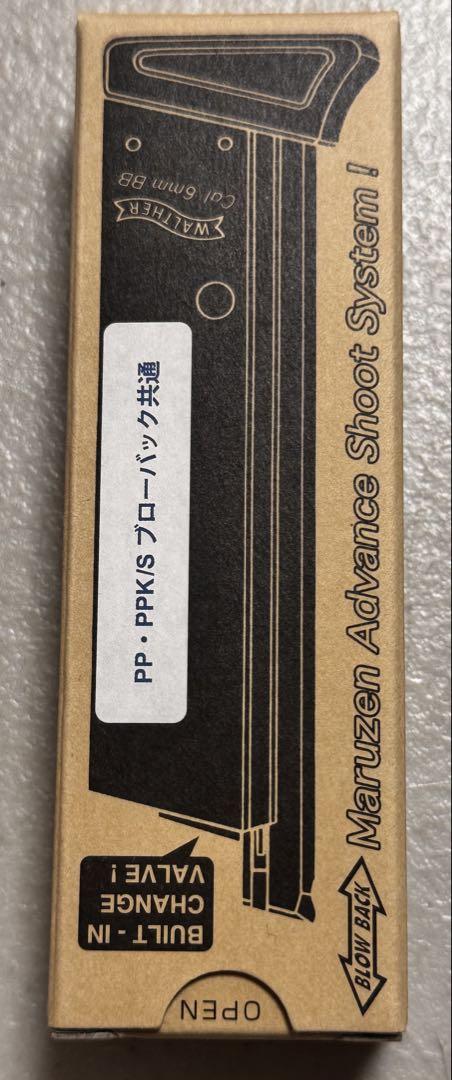 Cal 6mm BB
WALTHER
PP・PPK/S ブローバック共通
BUILT-IN
CHANGE
VALVE!
BLOW BACK
Maruzen Advance Shoot System!
OPEN